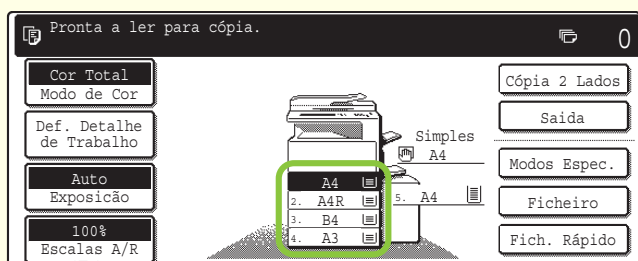 Pronta a ler para cópia.
0
Cor Total
Modo de Cor
Def. Detalhe
de Trabalho
Auto
Exposicão
100%
Escalas A/R
Simples
A4
A4
2. A4R
3. B4
4. A3
5. A4
Cópia 2 Lados
Saida
Modos Espec.
Ficheiro
Fich. Rápido